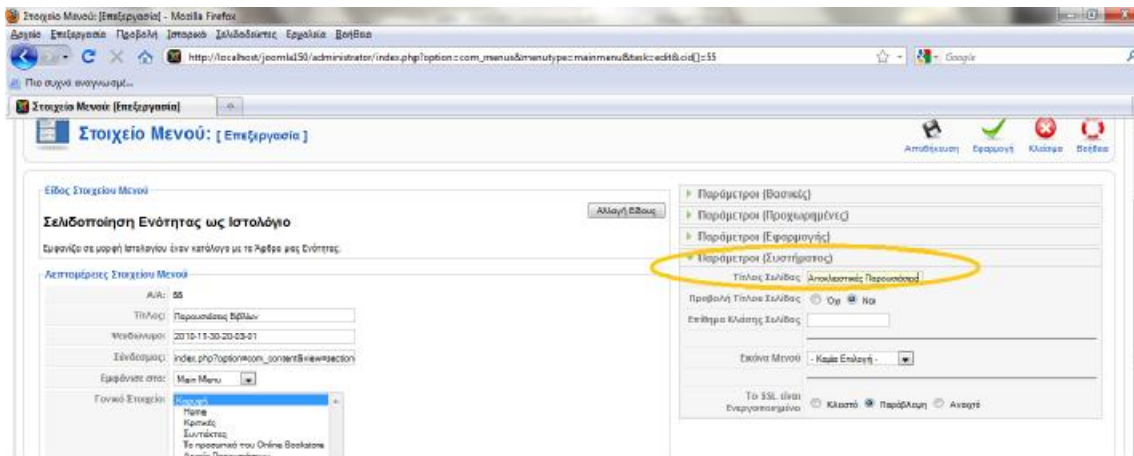 Στοιχείο Μενού: [Επεξεργασία] - Mozilla Firefox
Αρχείο Επεξεργασία Προβολή Ιστορικό Σελιδοδείκτες Εργαλεία Βοήθεια
http://localhost/joomla150/administrator/index.php?option=com_menus&menutype=mainmenu&task=edit&cid[]=55
Google
Πιο συχνά αναγνωσμέ...
Στοιχείο Μενού: [Επεξεργασία]
Στοιχείο Μενού: [ Επεξεργασία ]
Αποθήκευση Εφαρμογή Κλείσιμο Βοήθεια
Είδος Στοιχείου Μενού
Σελιδοποίηση Ενότητας ως Ιστολόγιο
Αλλαγή Είδους
Εμφανίζει σε μορφή Ιστολογίου έναν κατάλογο με τα Άρθρα μιας Ενότητας.
Λεπτομέρειες Στοιχείου Μενού
Α/Α: 55
Τίτλος: Παρουσιάσεις Βιβλίων
Ψευδώνυμο: 2010-11-30-20-03-01
Σύνδεσμος: index.php?option=com_content&view=section
Εμφάνισε στο: Main Menu
Γονικό Στοιχείο: Κορυφή
Home
Κριτικές
Συντάκτες
Το προσωπικό του Online Bookstore
Αρχείο Παρουσιάσεων
Παράμετροι (Βασικές)
Παράμετροι (Προχωρημένες)
Παράμετροι (Εφαρμογής)
Παράμετροι (Συστήματος)
Τίτλος Σελίδας Αποκλειστικές Παρουσιάσεις
Προβολή Τίτλου Σελίδας Όχι Ναι
Επίθημα Κλάσης Σελίδας
Εικόνα Μενού - Καμία Επιλογή -
Το SSL είναι Ενεργοποιημένο Κλειστό Παράβλεψη Ανοιχτό